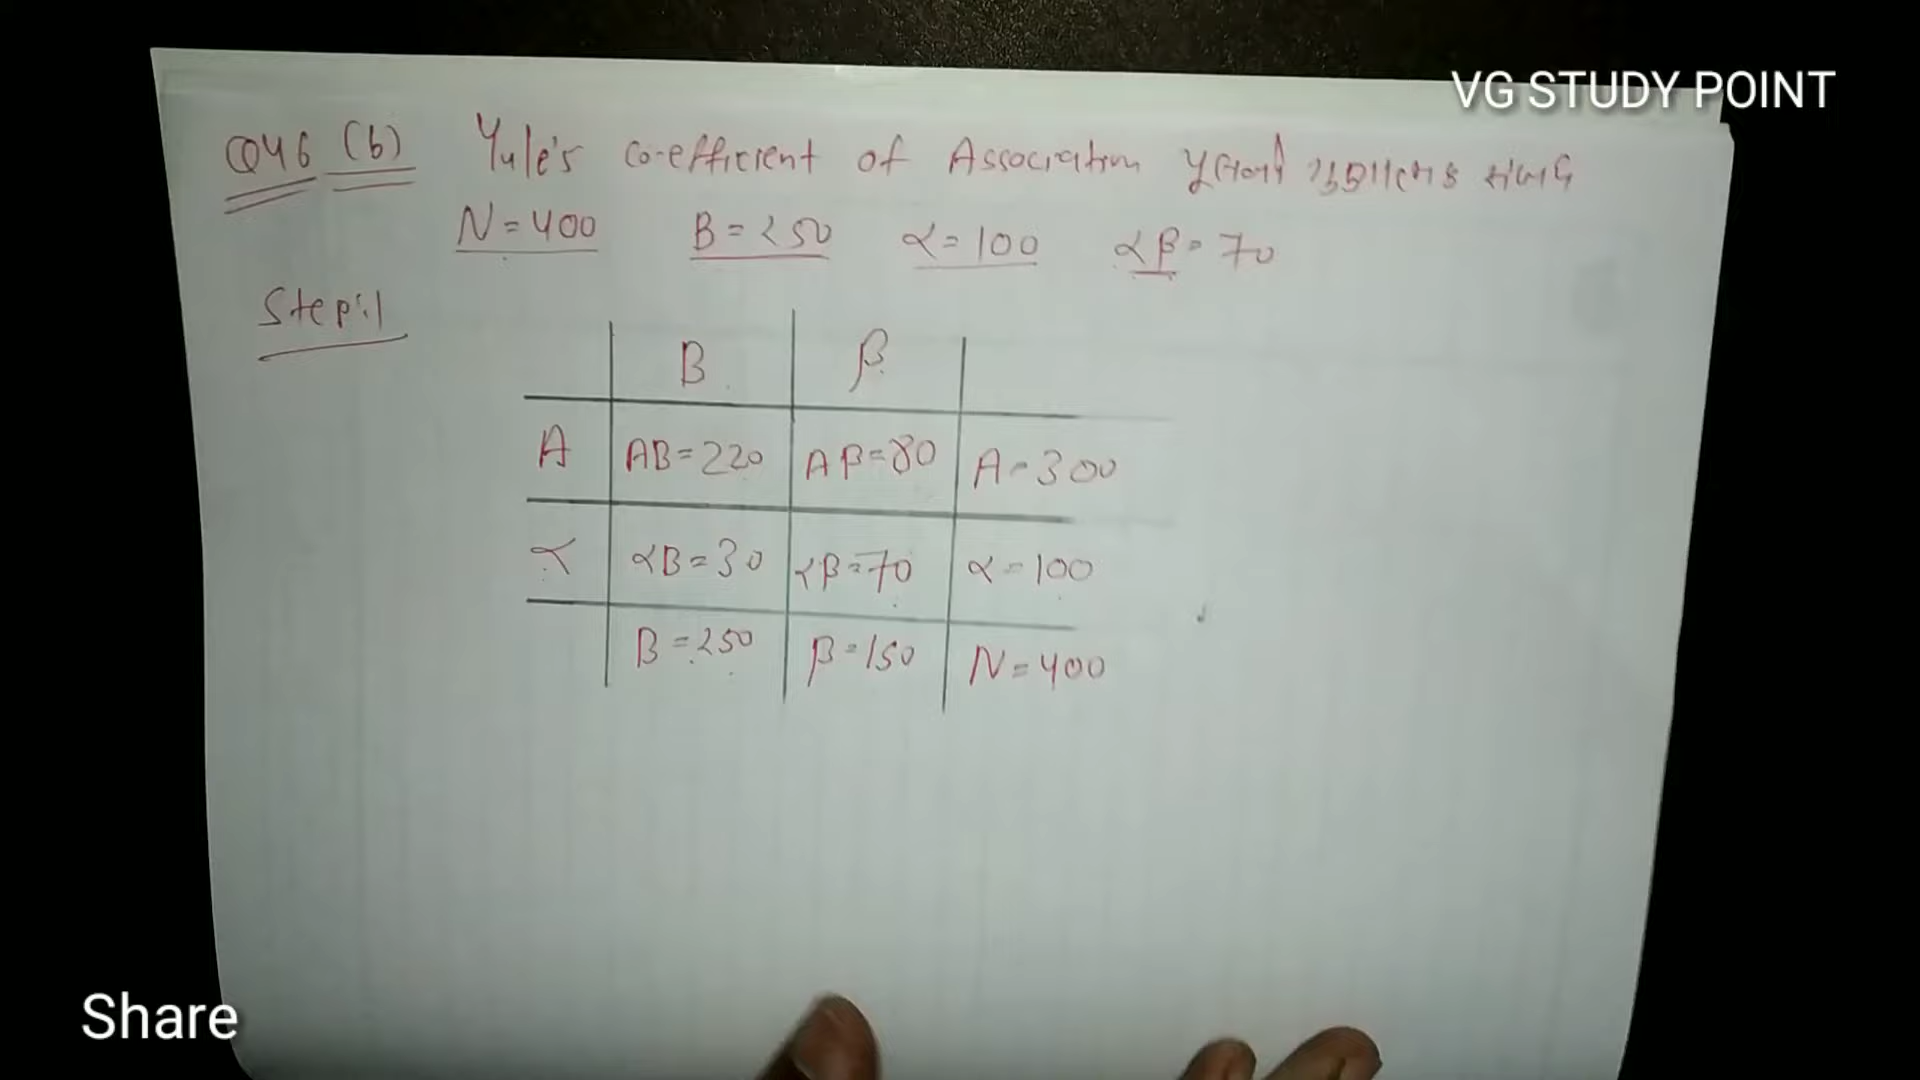 VG STUDY POINT
Q46 (b) Yule's Co-efficient of Association
N=400 B=250 α=100 αβ=70
Step:1
B β
A AB=220 Aβ=80 A=300
α αB=30 αβ=70 α=100
B=250 β=150 N=400
Share